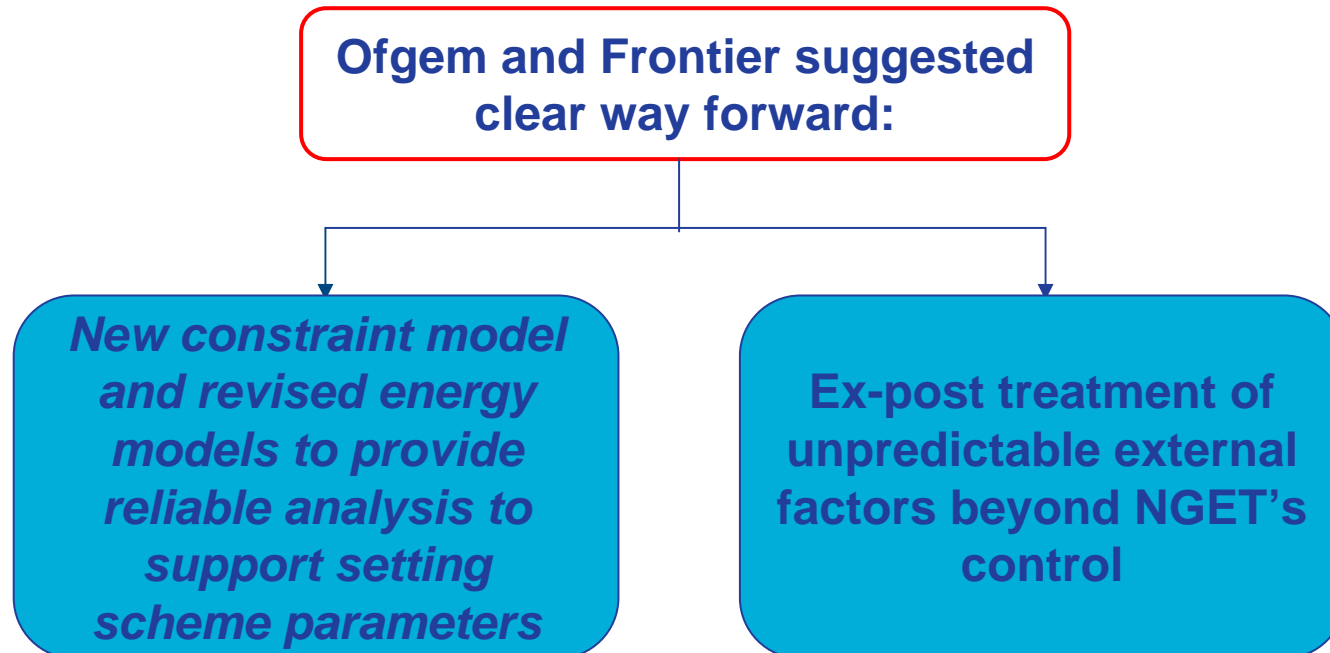 Ofgem and Frontier suggested
clear way forward:
New constraint model
and revised energy
models to provide
reliable analysis to
support setting
scheme parameters
Ex-post treatment of
unpredictable external
factors beyond NGET’s
control